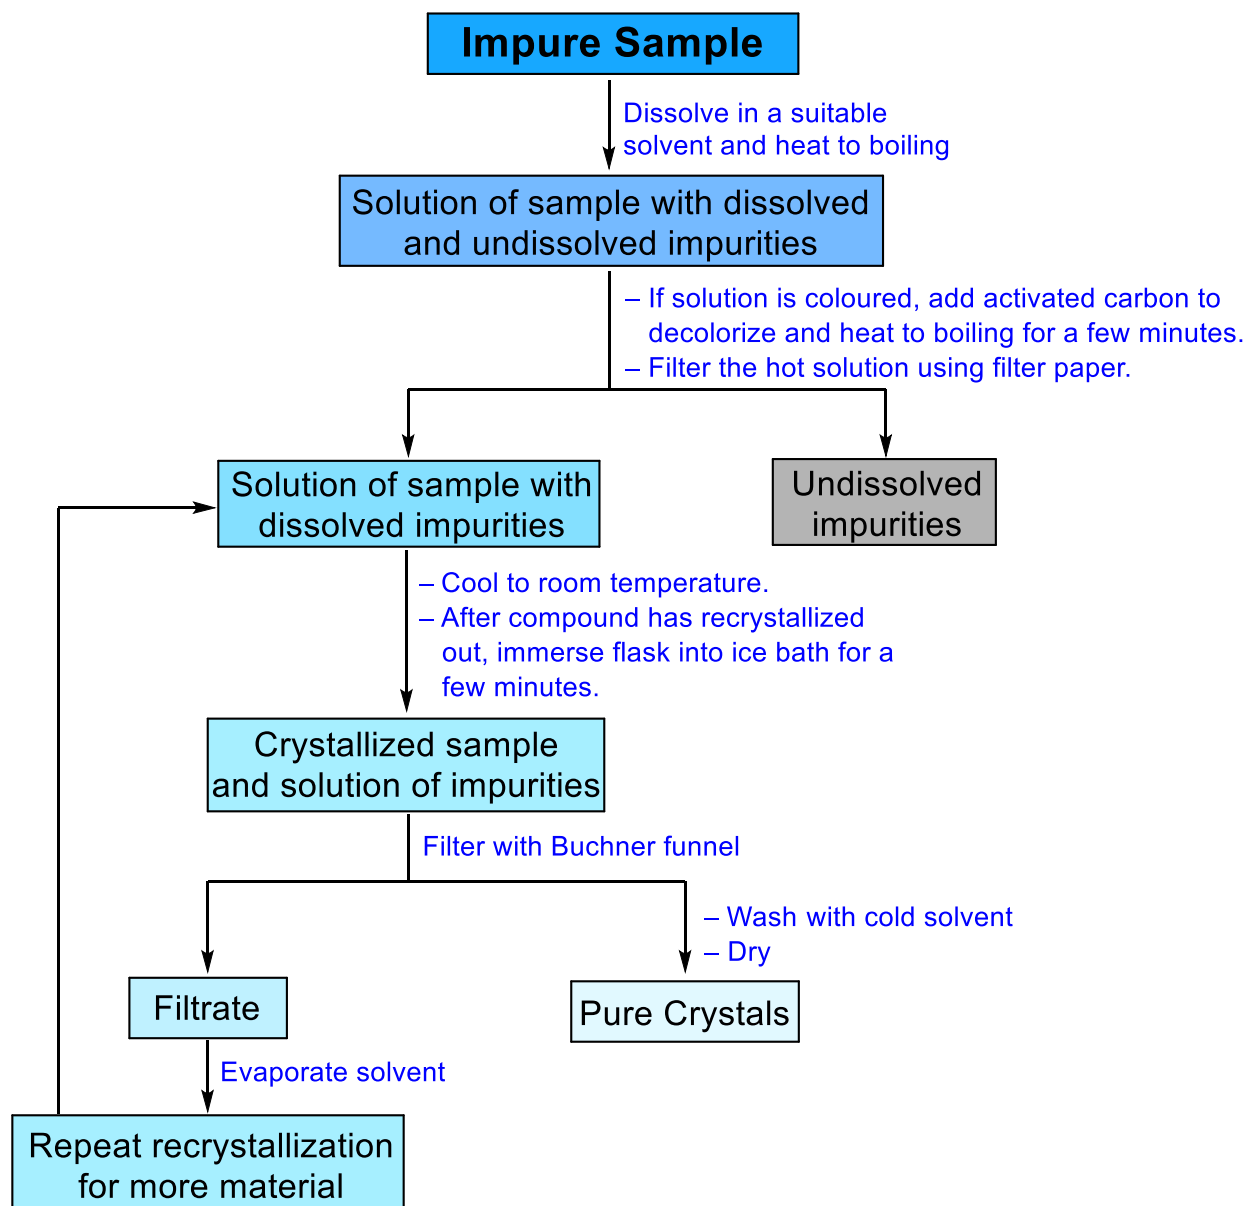 Impure Sample
Dissolve in a suitable
solvent and heat to boiling
Solution of sample with dissolved
and undissolved impurities
– If solution is coloured, add activated carbon to
decolorize and heat to boiling for a few minutes.
– Filter the hot solution using filter paper.
Solution of sample with
dissolved impurities
Undissolved
impurities
– Cool to room temperature.
– After compound has recrystallized
out, immerse flask into ice bath for a
few minutes.
Crystallized sample
and solution of impurities
Filter with Buchner funnel
– Wash with cold solvent
– Dry
Filtrate
Pure Crystals
Evaporate solvent
Repeat recrystallization
for more material